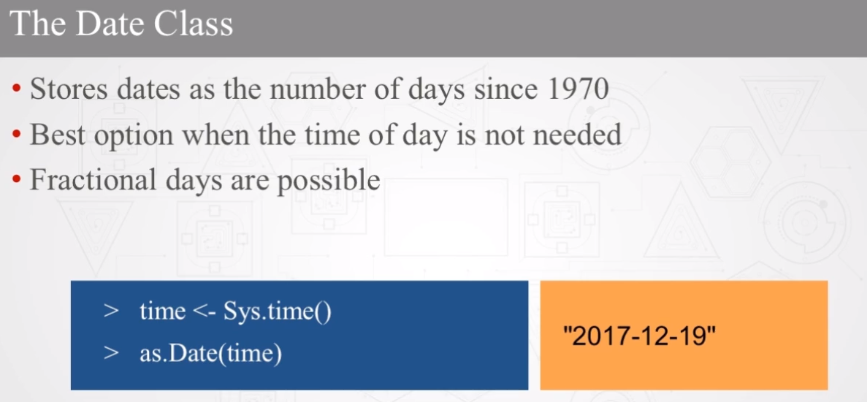 The Date Class
• Stores dates as the number of days since 1970
• Best option when the time of day is not needed
• Fractional days are possible
> time <- Sys.time()
> as.Date(time)
"2017-12-19"